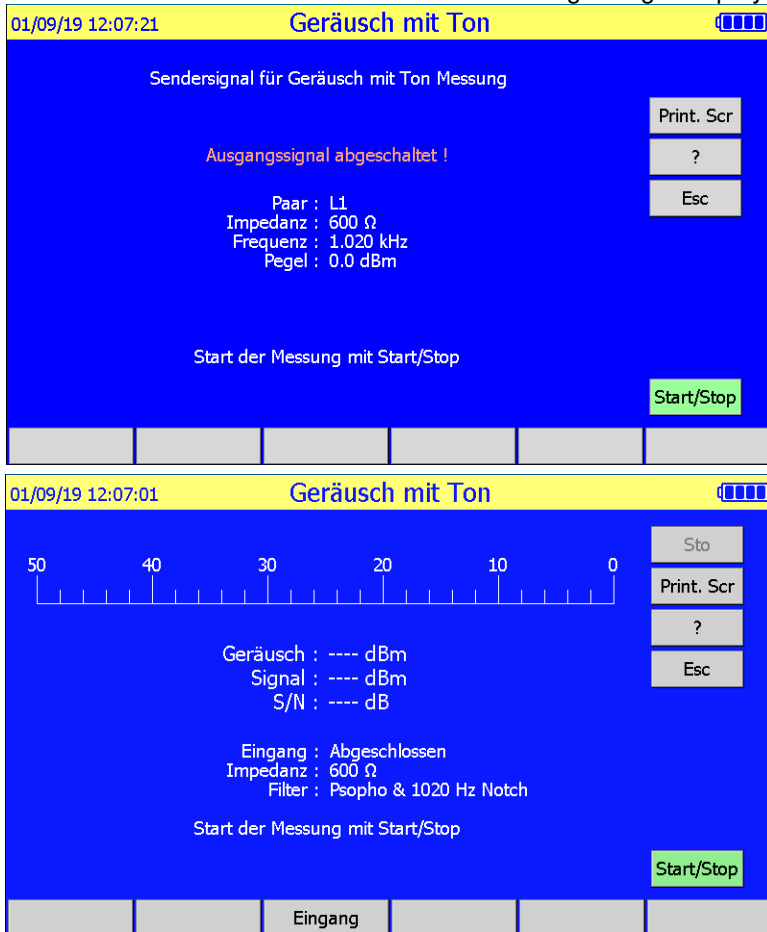 01/09/19 12:07:21 Geräusch mit Ton
Sendersignal für Geräusch mit Ton Messung
Print. Scr
Ausgangssignal abgeschaltet !
?
Paar : L1
Esc
Impedanz : 600 Ω
Frequenz : 1.020 kHz
Pegel : 0.0 dBm
Start der Messung mit Start/Stop
Start/Stop
01/09/19 12:07:01 Geräusch mit Ton
Sto
50 40 30 20 10 0
Print. Scr
?
Geräusch : ---- dBm
Signal : ---- dBm
Esc
S/N : ---- dB
Eingang : Abgeschlossen
Impedanz : 600 Ω
Filter : Psopho & 1020 Hz Notch
Start der Messung mit Start/Stop
Start/Stop
Eingang